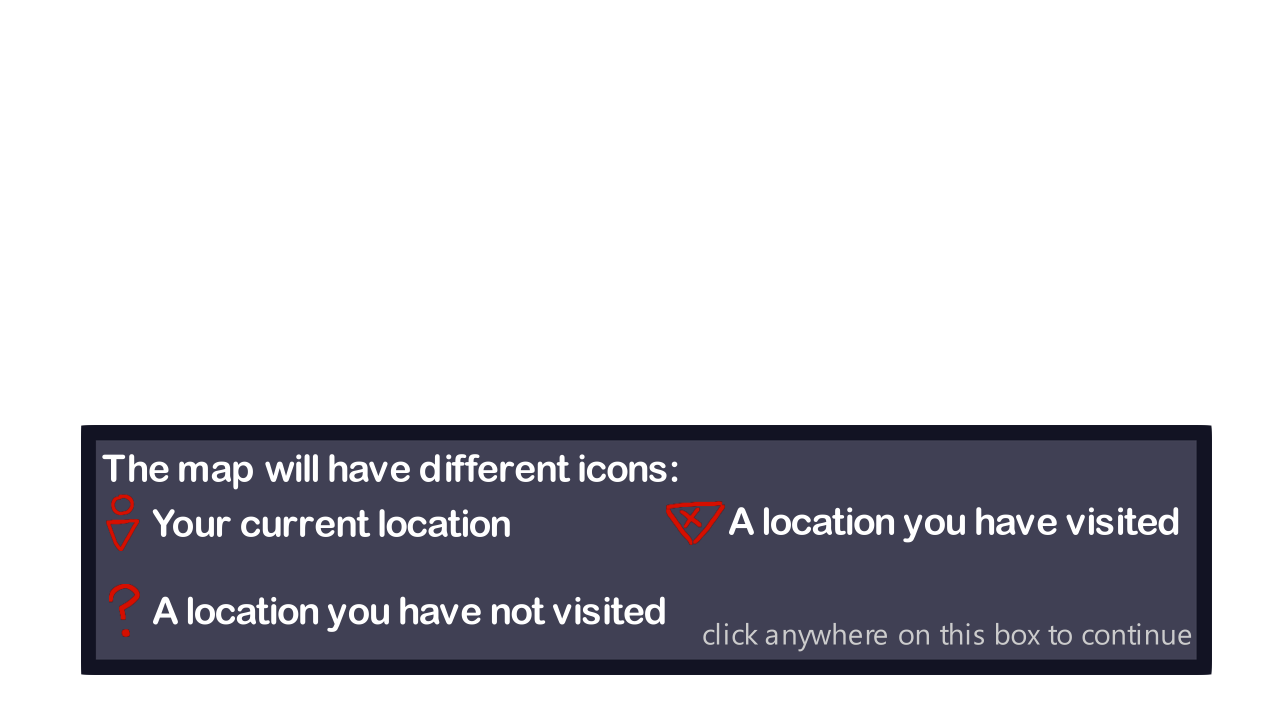 The map will have different icons:
Your current location
A location you have visited
? A location you have not visited
click anywhere on this box to continue